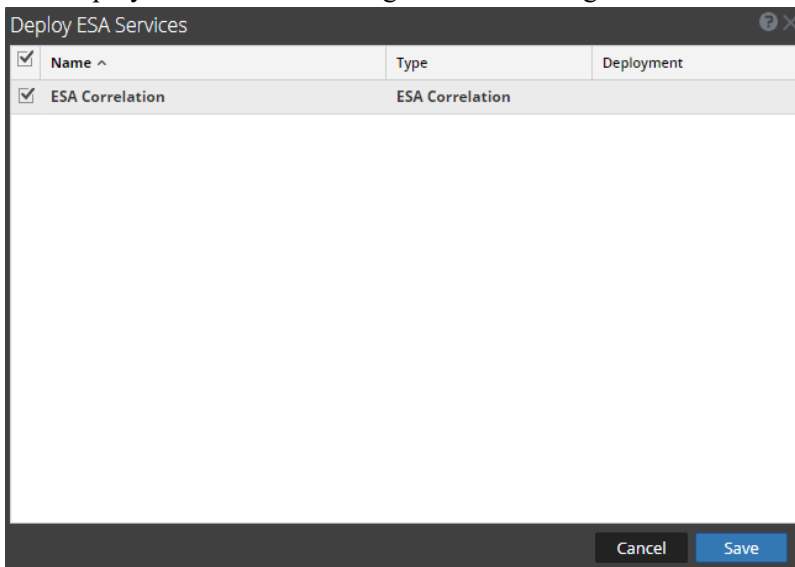 Deploy ESA Services
Name Type Deployment
ESA Correlation ESA Correlation
Cancel Save